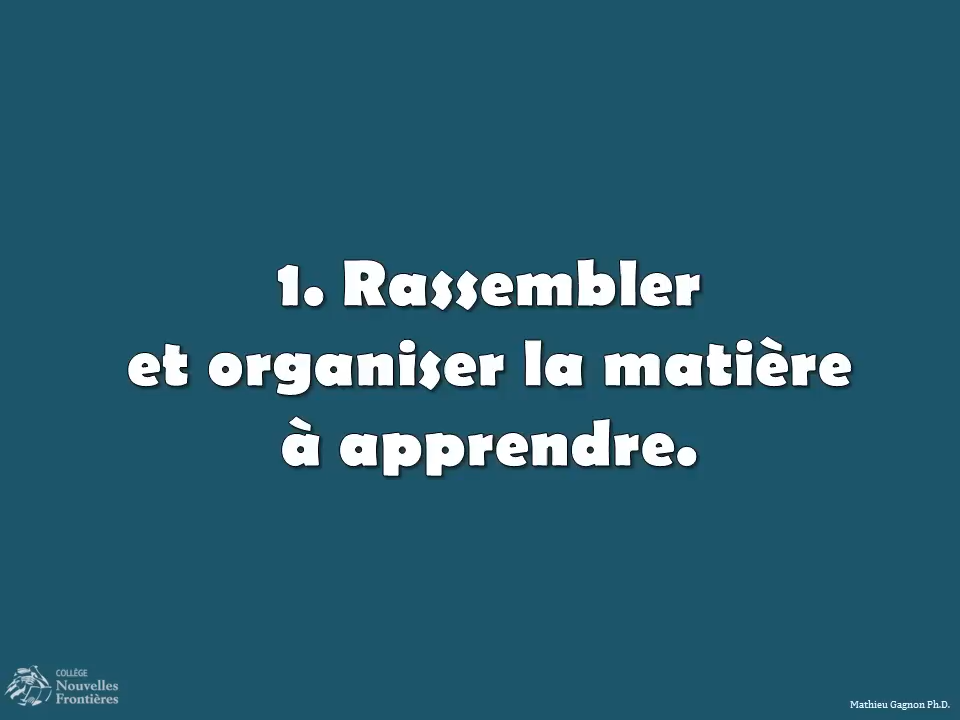 1. Rassembler
et organiser la matière
à apprendre.
COLLÈGE
Nouvelles
Frontières
Mathieu Gagnon Ph.D.